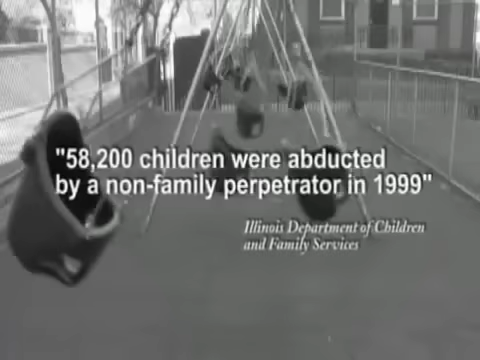 "58,200 children were abducted
by a non-family perpetrator in 1999"
Illinois Department of Children
and Family Services